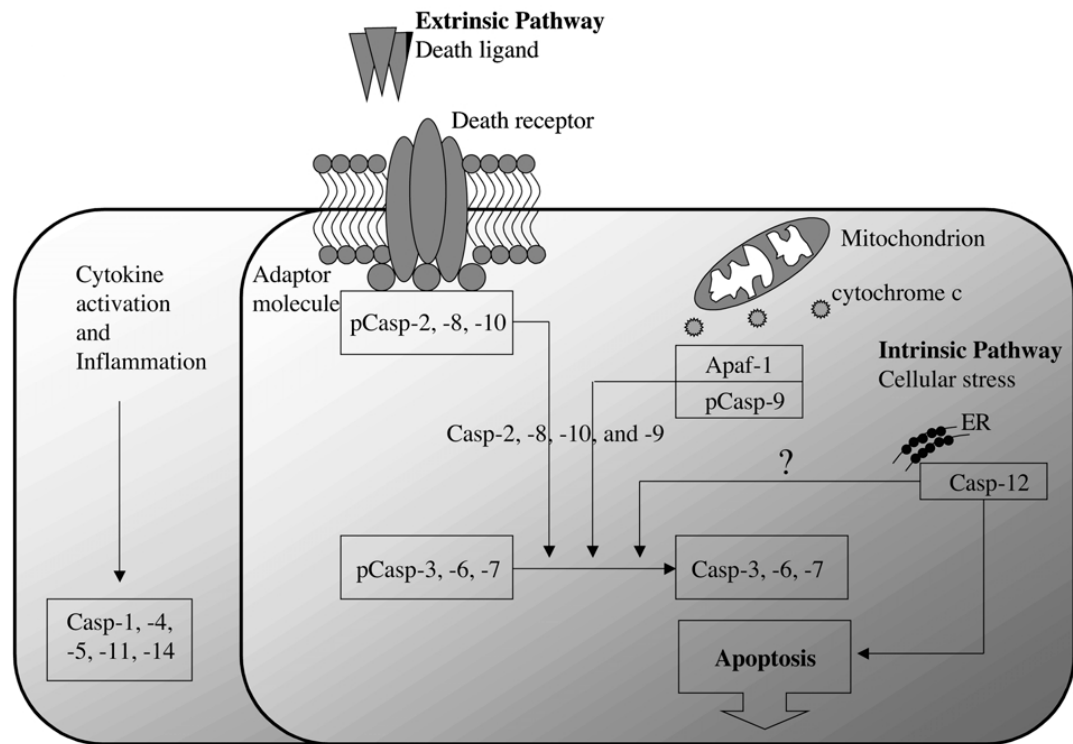 Extrinsic Pathway
Death ligand
Death receptor
Cytokine
activation
and
Inflammation
Adaptor
molecule
pCasp-2, -8, -10
Mitochondrion
cytochrome c
Apaf-1
pCasp-9
Intrinsic Pathway
Cellular stress
ER
Casp-12
Casp-2, -8, -10, and -9
?
pCasp-3, -6, -7
Casp-3, -6, -7
Casp-1, -4,
-5, -11, -14
Apoptosis